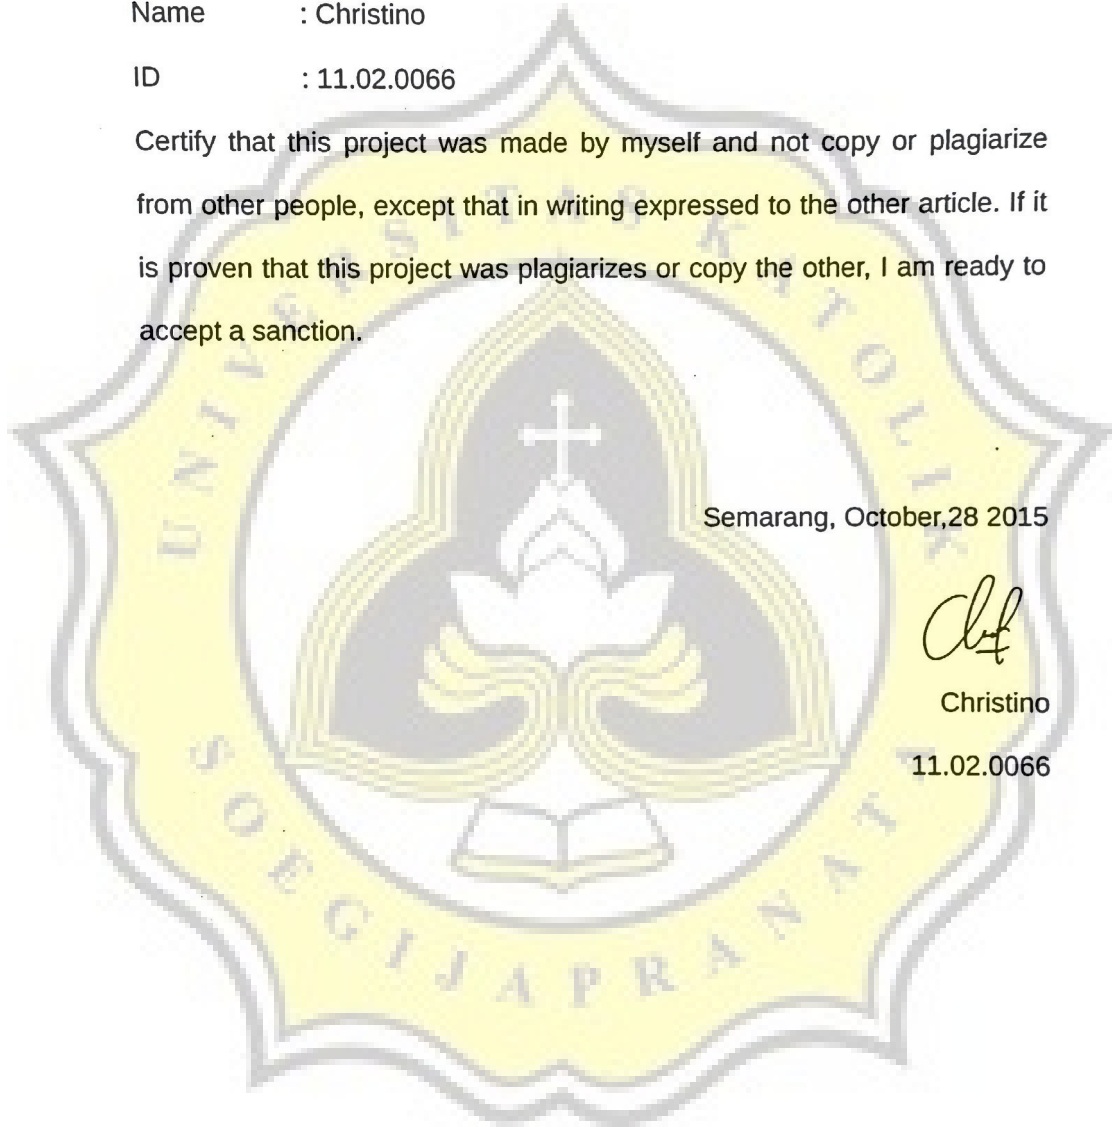 Name : Christino
ID : 11.02.0066
Certify that this project was made by myself and not copy or plagiarize
from other people, except that in writing expressed to the other article. If it
is proven that this project was plagiarizes or copy the other, I am ready to
accept a sanction.
UNIVERSITAS KATOLIK
Semarang, October,28 2015
Christino
11.02.0066
SOEGIJAPRANATA